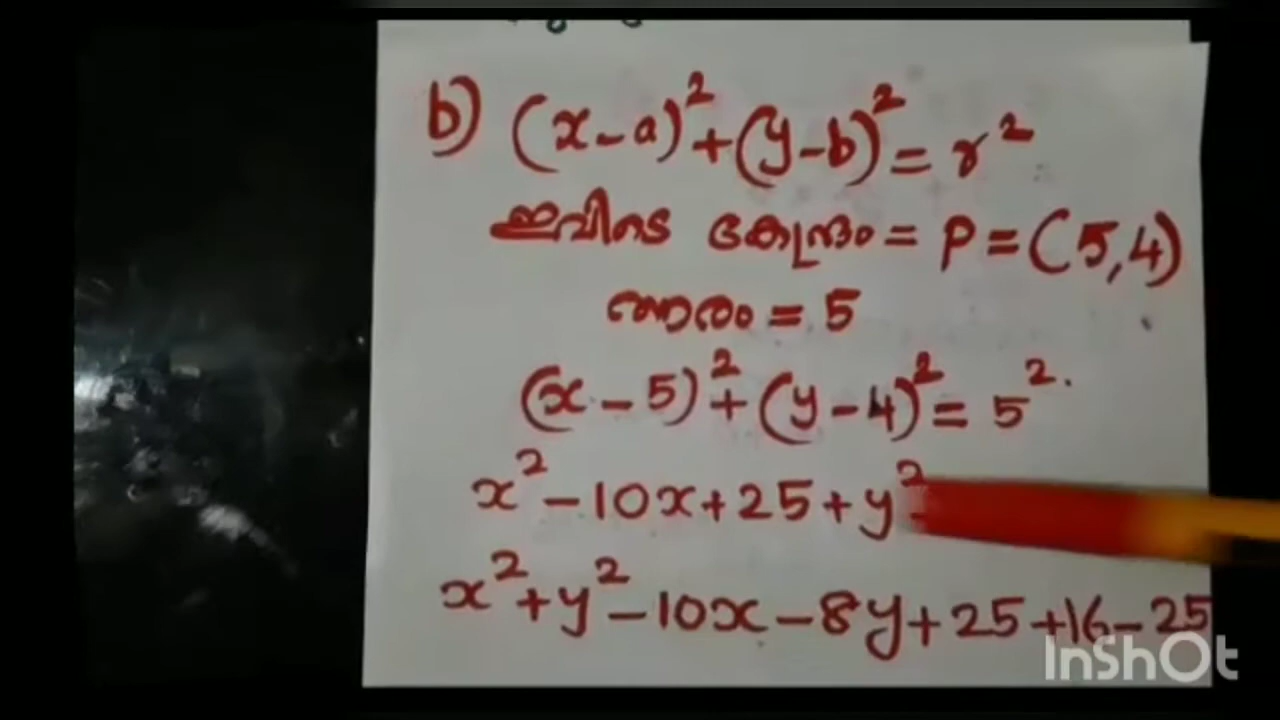 b) (x-a)² + (y-b)² = r²
ഇവിടെ കേന്ദ്രം = P = (5,4)
ആരം = 5
(x - 5)² + (y - 4)² = 5².
x² - 10x + 25 + y²
x² + y² - 10x - 8y + 25 + 16 - 25
InShOt